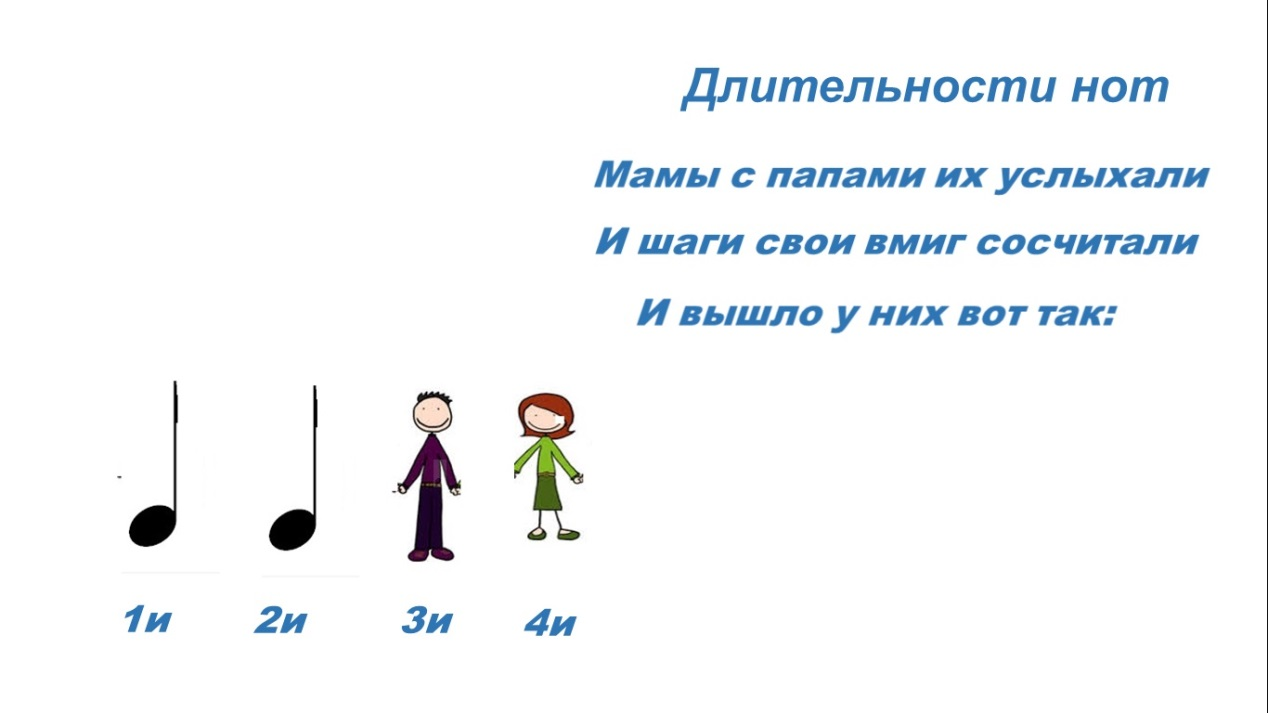 Длительности нот
Мамы с папами их услыхали
И шаги свои вмиг сосчитали
И вышло у них вот так:
1и 2и 3и 4и